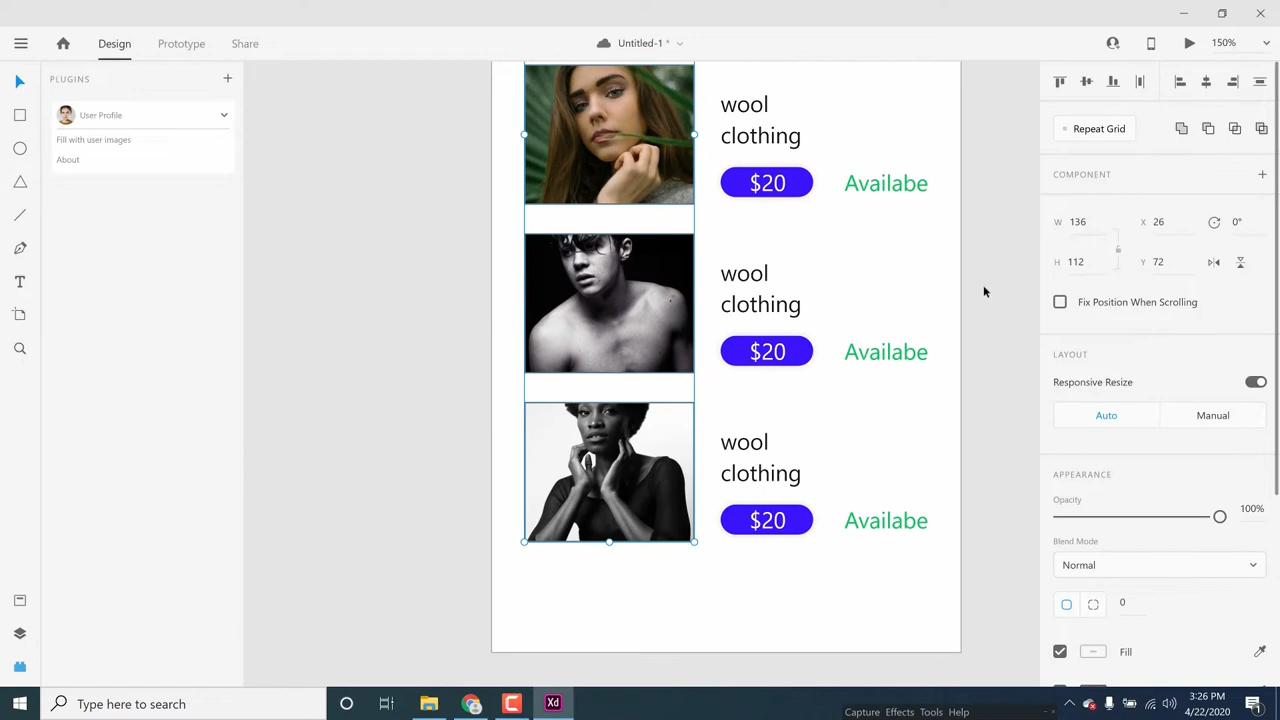 Design Prototype Share Untitled-1 * 150%
PLUGINS
User Profile
Fill with user images
About
wool
clothing
$20 Availabe
wool
clothing
$20 Availabe
wool
clothing
$20 Availabe
Repeat Grid
COMPONENT
W 136 X 26 0°
H 112 Y 72
Fix Position When Scrolling
LAYOUT
Responsive Resize
Auto Manual
APPEARANCE
Opacity
100%
Blend Mode
Normal
0
Fill
Type here to search
Xd
Capture Effects Tools Help
3:26 PM
4/22/2020